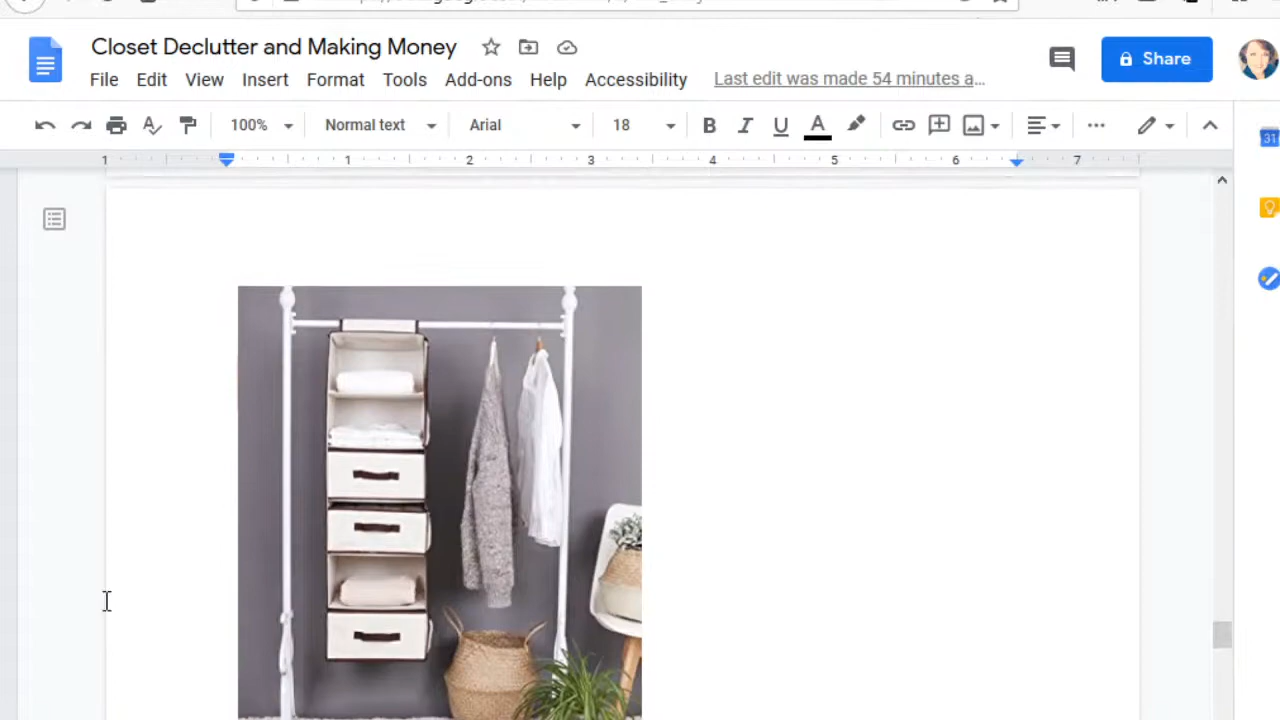 Closet Declutter and Making Money
File Edit View Insert Format Tools Add-ons Help Accessibility Last edit was made 54 minutes a...
Share
100% Normal text Arial 18 B I U A
1 1 2 3 4 5 6 7
31